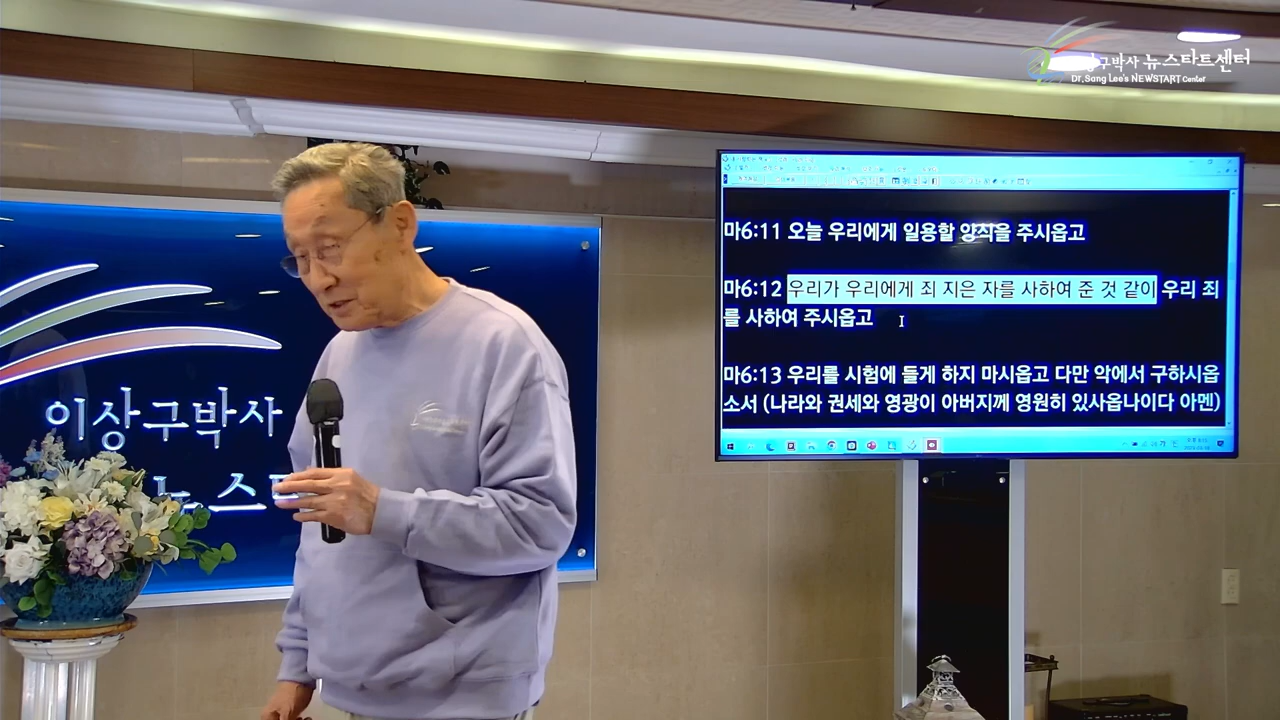 이상구박사 뉴스타트센터
Dr. Sang Lee's NEWSTART Center
이상구박사
뉴스타
마6:11 오늘 우리에게 일용할 양식을 주시옵고
마6:12 우리가 우리에게 죄 지은 자를 사하여 준 것 같이 우리 죄
를 사하여 주시옵고
마6:13 우리를 시험에 들게 하지 마시옵고 다만 악에서 구하시옵
소서 (나라와 권세와 영광이 아버지께 영원히 있사옵나이다 아멘)